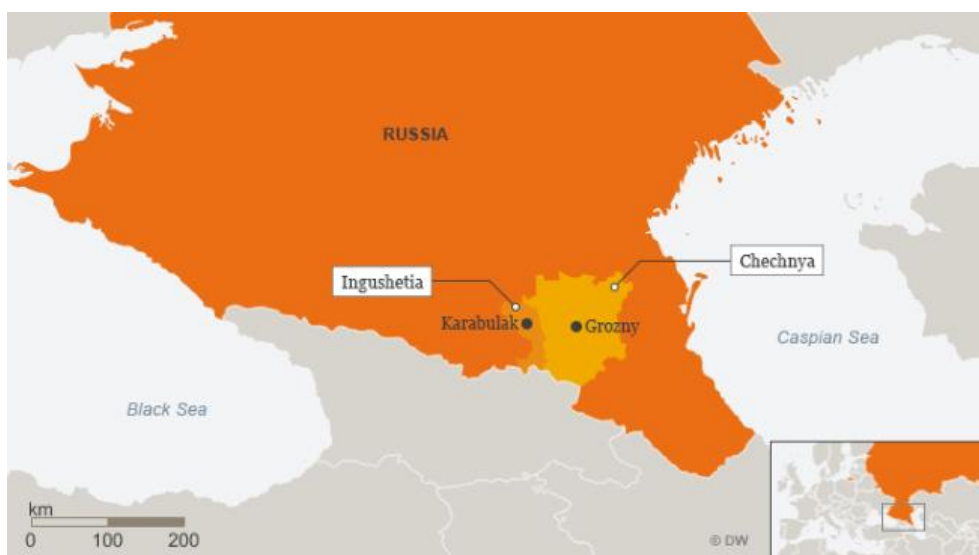 RUSSIA
Chechnya
Ingushetia
Karabulak
Grozny
Caspian Sea
Black Sea
km
0 100 200
© DW